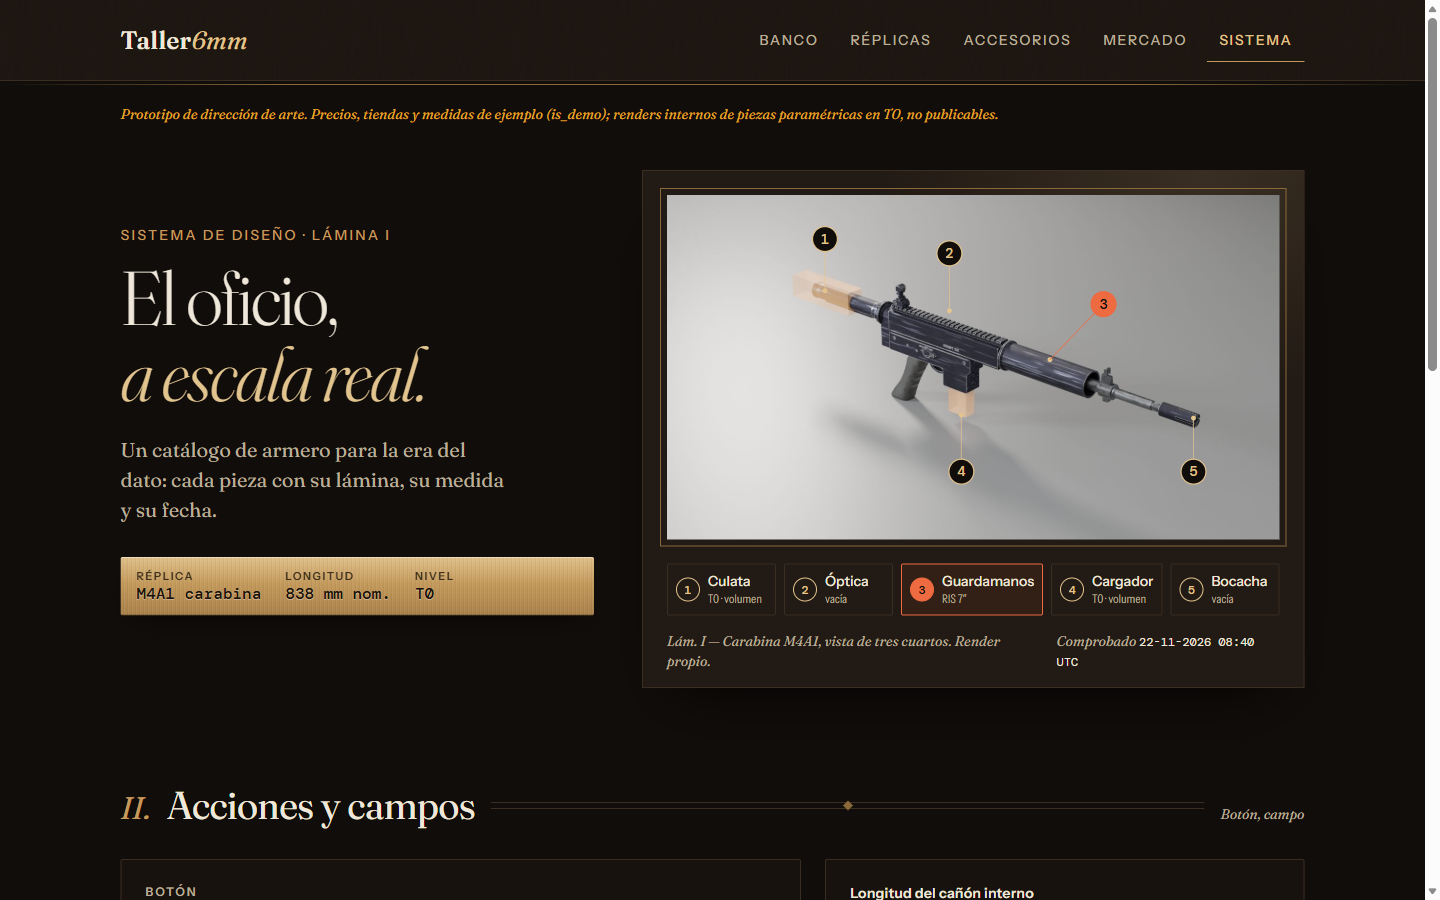 Taller6mm
BANCO RÉPLICAS ACCESORIOS MERCADO SISTEMA
Prototipo de dirección de arte. Precios, tiendas y medidas de ejemplo (is_demo); renders internos de piezas paramétricas en T0, no publicables.
SISTEMA DE DISEÑO · LÁMINA I
El oficio,
a escala real.
Un catálogo de armero para la era del
dato: cada pieza con su lámina, su medida
y su fecha.
RÉPLICA LONGITUD NIVEL
M4A1 carabina 838 mm nom. T0
1
2
3
4
5
1 Culata
T0·volumen
2 Óptica
vacía
3 Guardamanos
RIS 7"
4 Cargador
T0·volumen
5 Bocacha
vacía
Lám. I — Carabina M4A1, vista de tres cuartos. Render
propio.
Comprobado 22-11-2026 08:40
UTC
II. Acciones y campos
Botón, campo
BOTÓN
Longitud del cañón interno